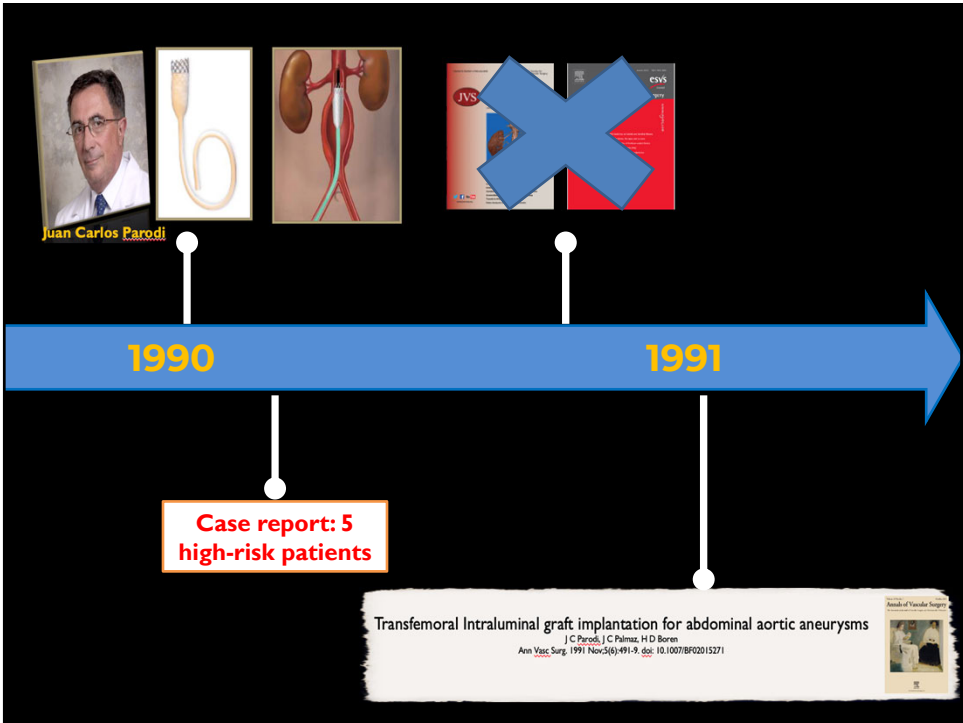 Juan Carlos Parodi
JVS
esvs
1990
1991
Case report: 5
high-risk patients
Transfemoral Intraluminal graft implantation for abdominal aortic aneurysms
J C Parodi, J C Palmaz, H D Boren
Ann Vasc Surg. 1991 Nov;5(6):491-9. doi: 10.1007/BF02015271
Annals of Vascular Surgery